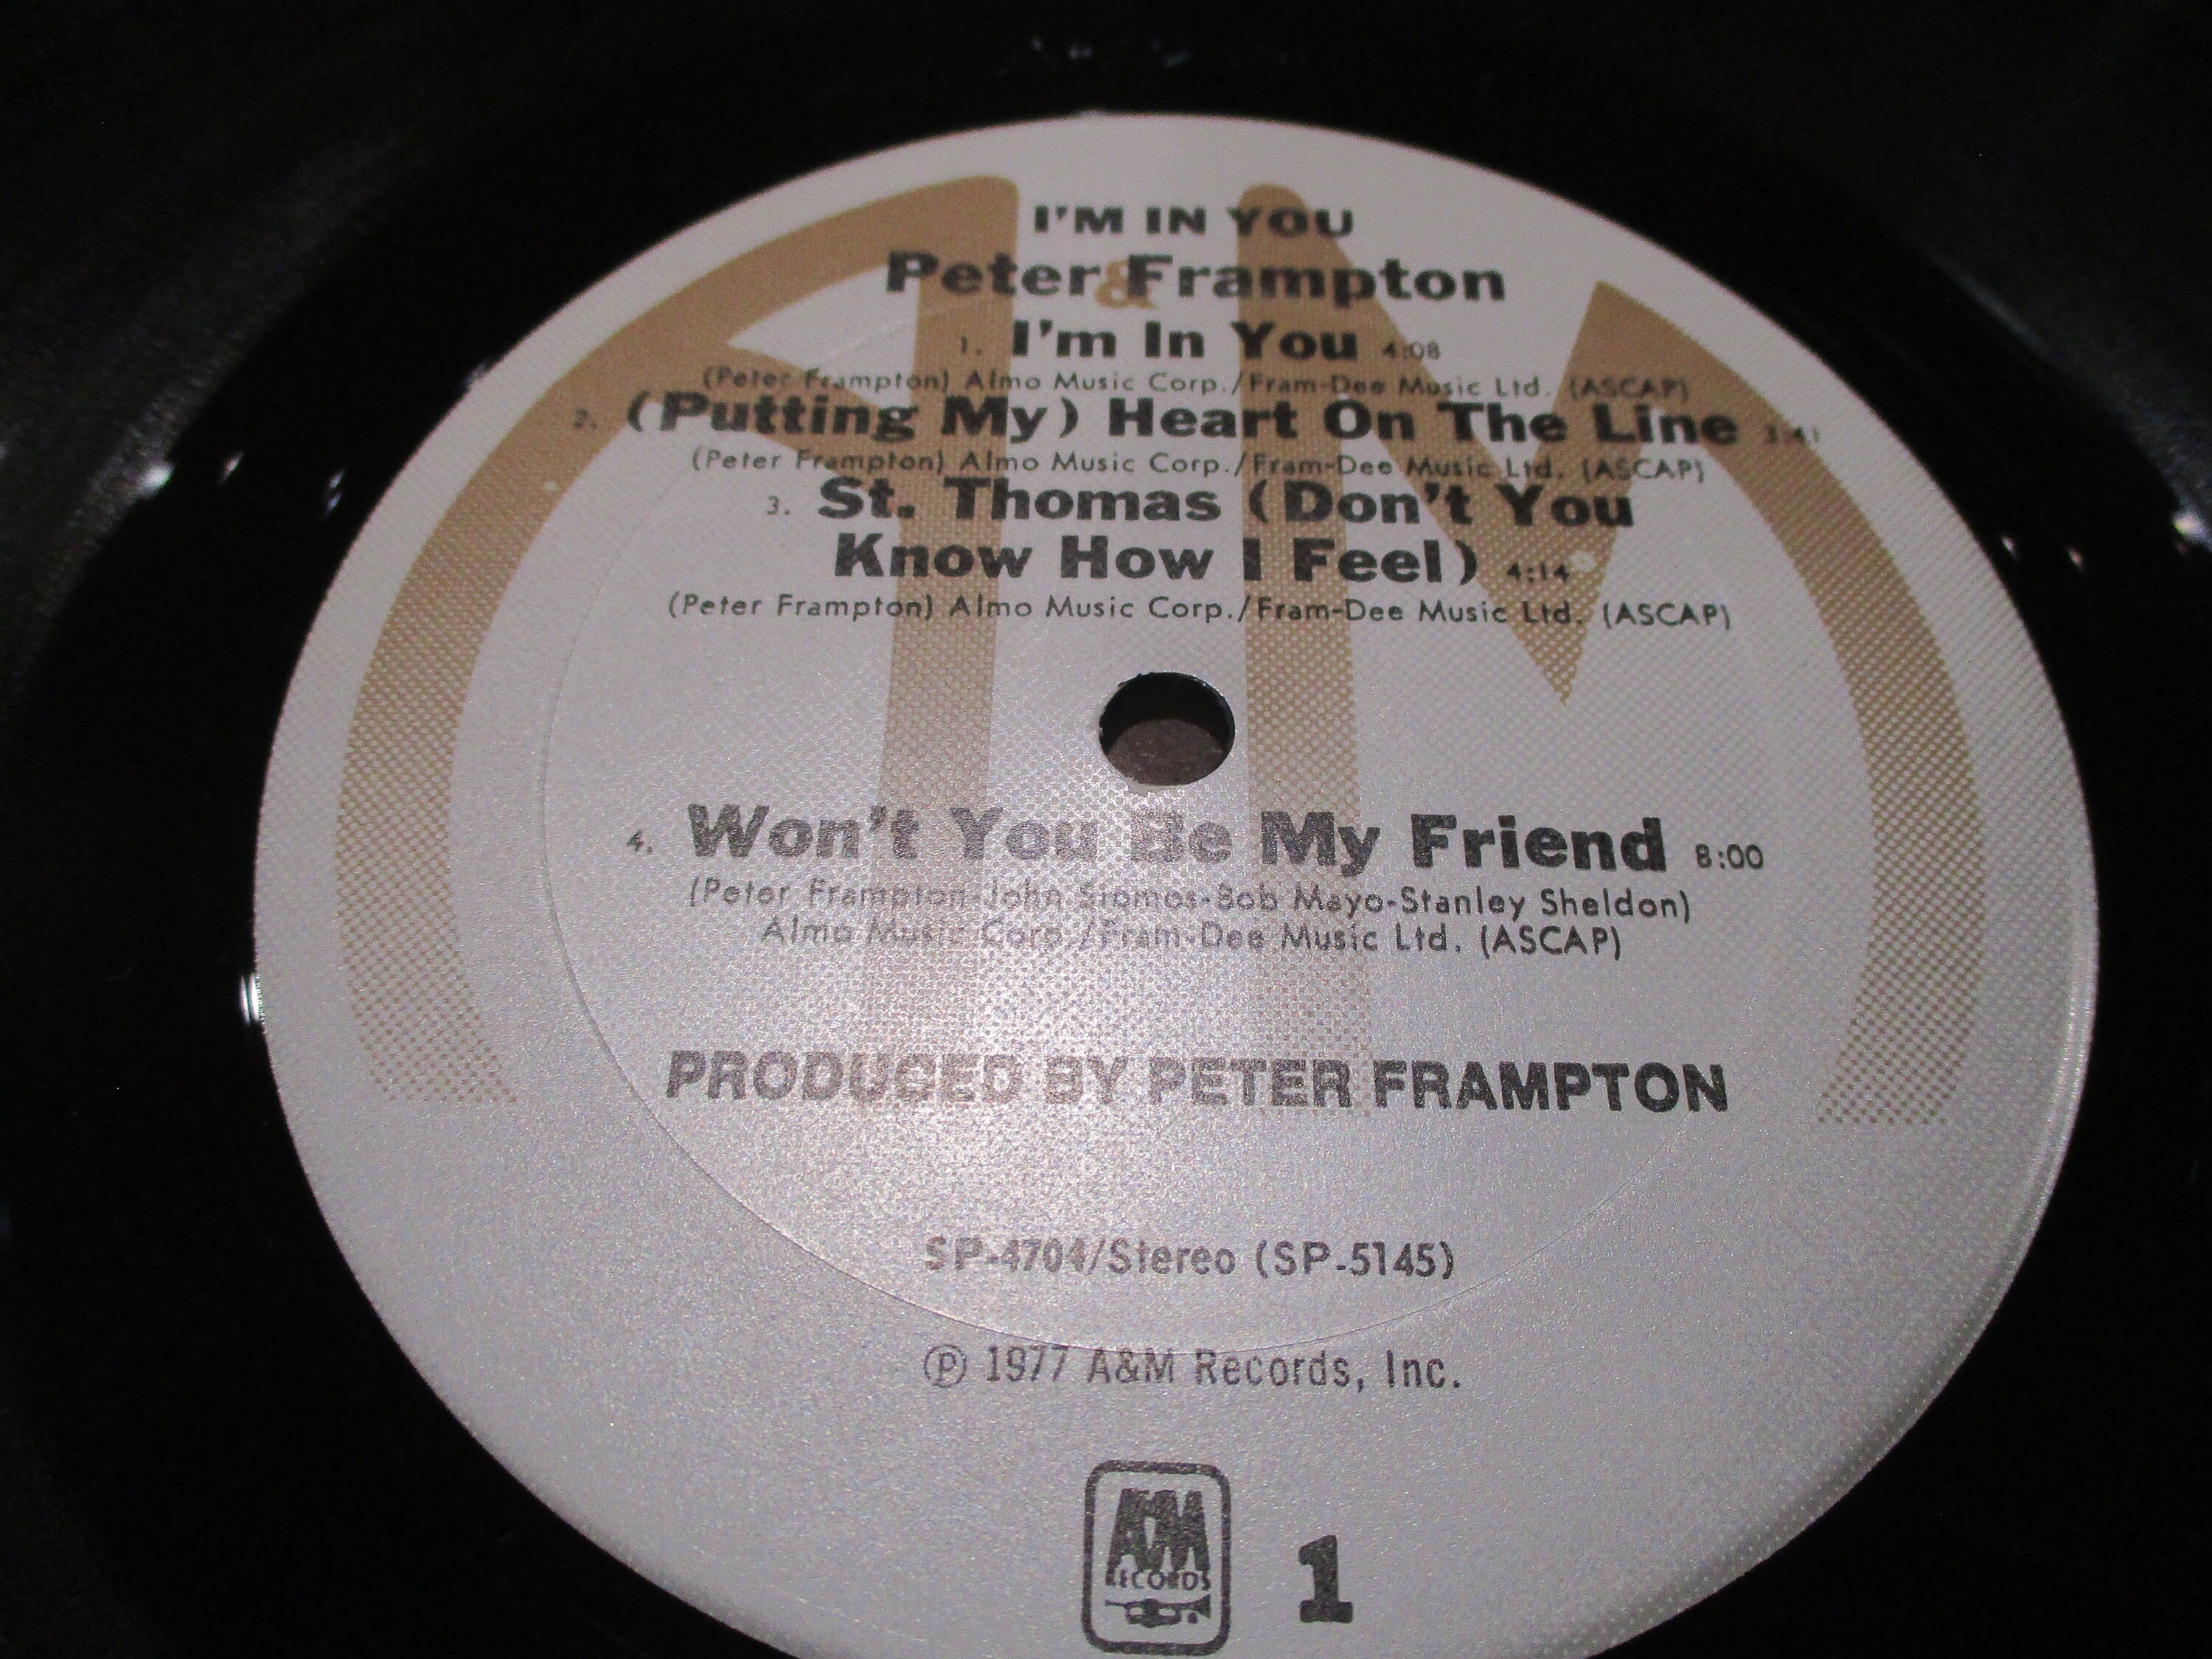 I'M IN YOU
Peter Frampton
1. I'm In You 4:08
(Peter Frampton) Almo Music Corp./Fram-Dee Music Ltd. (ASCAP)
2. (Putting My) Heart On The Line 3:41
(Peter Frampton) Almo Music Corp./Fram-Dee Music Ltd. (ASCAP)
3. St. Thomas (Don't You
Know How I Feel) 4:14
(Peter Frampton) Almo Music Corp./Fram-Dee Music Ltd. (ASCAP)
4. Won't You Be My Friend 8:00
(Peter Frampton-John Siomos-Bob Mayo-Stanley Sheldon)
Almo Music Corp./Fram-Dee Music Ltd. (ASCAP)
PRODUCED BY PETER FRAMPTON
SP-4704/Stereo (SP-5145)
℗ 1977 A&M Records, Inc.
A&M
RECORDS
1
A&M